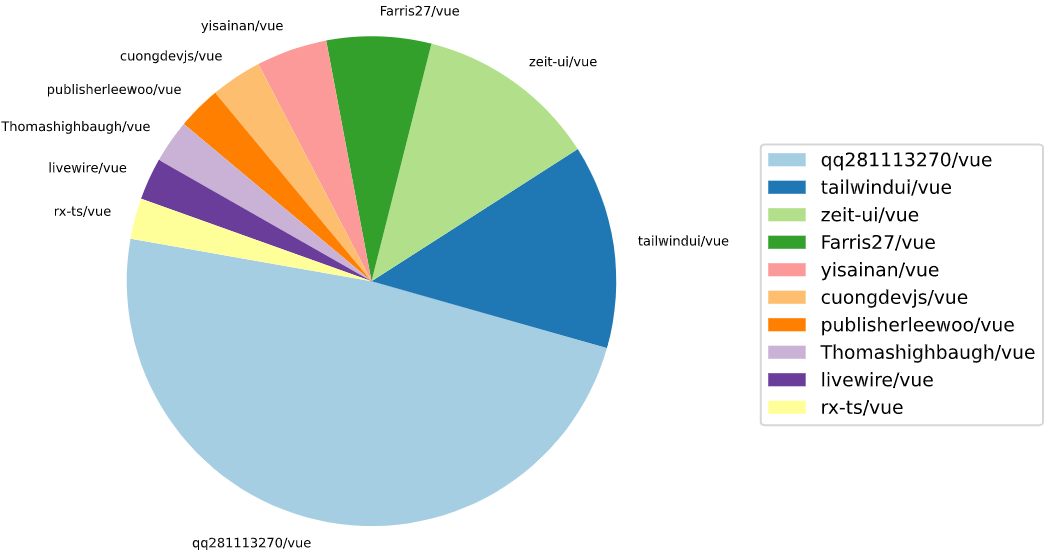 Farris27/vue
yisainan/vue
cuongdevjs/vue
zeit-ui/vue
publisherleewoo/vue
Thomashighbaugh/vue
livewire/vue
rx-ts/vue
tailwindui/vue
qq281113270/vue
qq281113270/vue
tailwindui/vue
zeit-ui/vue
Farris27/vue
yisainan/vue
cuongdevjs/vue
publisherleewoo/vue
Thomashighbaugh/vue
livewire/vue
rx-ts/vue